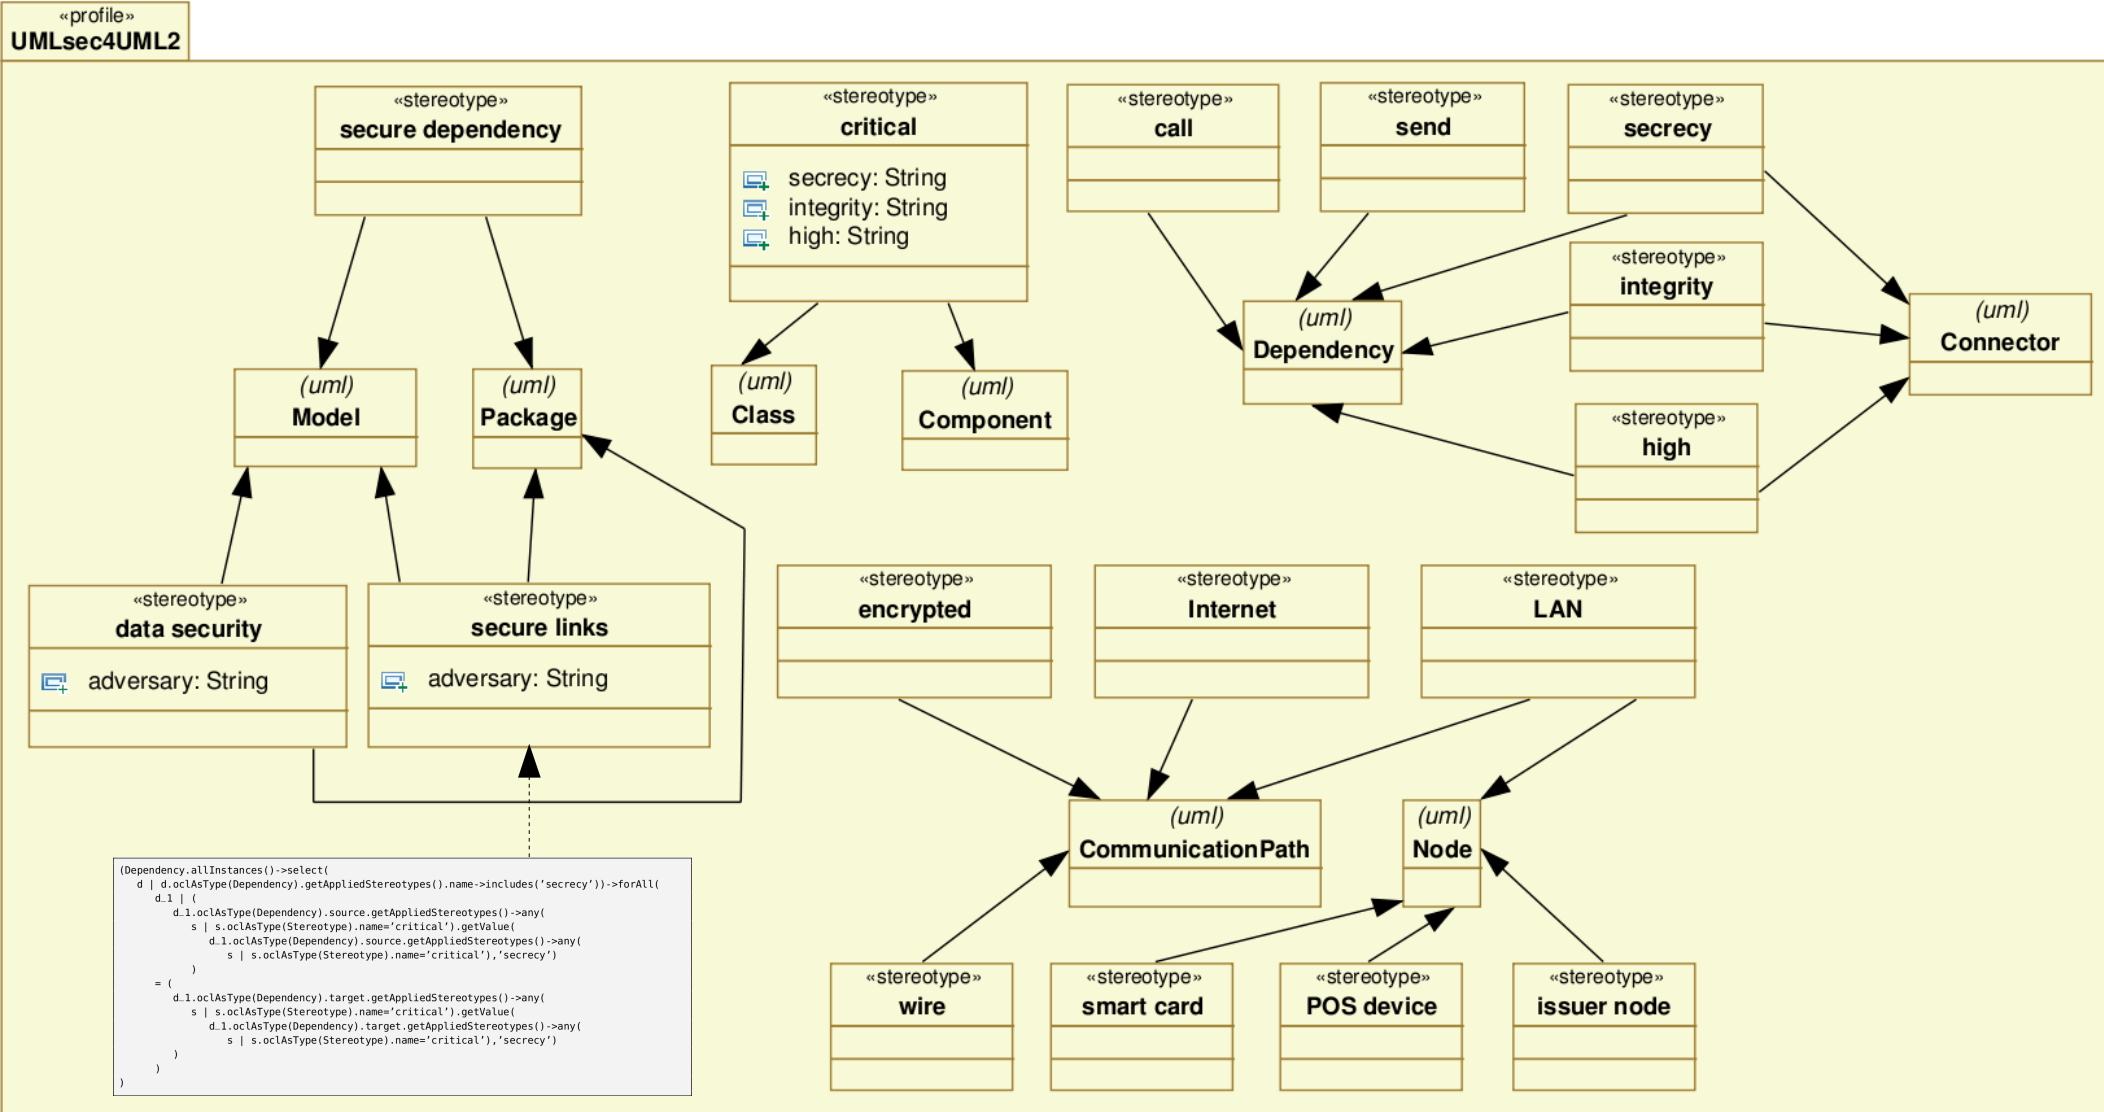 «profile»
UMLsec4UML2
«stereotype»
secure dependency
«stereotype»
critical
secrecy: String
integrity: String
high: String
«stereotype»
call
«stereotype»
send
«stereotype»
secrecy
«stereotype»
integrity
«stereotype»
high
(uml)
Dependency
(uml)
Connector
(uml)
Model
(uml)
Package
(uml)
Class
(uml)
Component
«stereotype»
data security
adversary: String
«stereotype»
secure links
adversary: String
«stereotype»
encrypted
«stereotype»
Internet
«stereotype»
LAN
(uml)
CommunicationPath
(uml)
Node
«stereotype»
wire
«stereotype»
smart card
«stereotype»
POS device
«stereotype»
issuer node
(Dependency.allInstances()->select(
d | d.oclAsType(Dependency).getAppliedStereotypes().name->includes('secrecy'))->forAll(
d_1 | (
d_1.oclAsType(Dependency).source.getAppliedStereotypes()->any(
s | s.oclAsType(Stereotype).name='critical').getValue(
d_1.oclAsType(Dependency).source.getAppliedStereotypes()->any(
s | s.oclAsType(Stereotype).name='critical'),'secrecy')
)
= (
d_1.oclAsType(Dependency).target.getAppliedStereotypes()->any(
s | s.oclAsType(Stereotype).name='critical').getValue(
d_1.oclAsType(Dependency).target.getAppliedStereotypes()->any(
s | s.oclAsType(Stereotype).name='critical'),'secrecy')
)
)
)